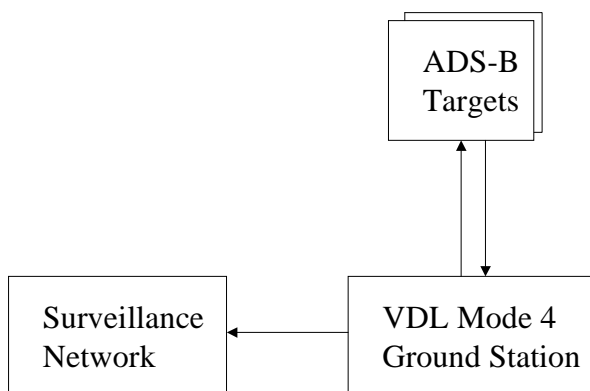 ADS-B
Targets
Surveillance
Network
VDL Mode 4
Ground Station